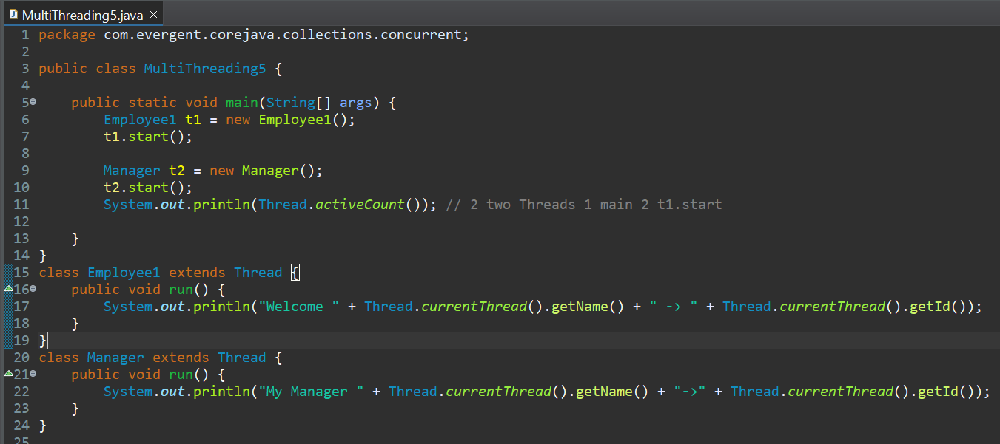 MultiThreading5.java
1 package com.evergent.corejava.collections.concurrent;
2
3 public class MultiThreading5 {
4
5     public static void main(String[] args) {
6         Employee1 t1 = new Employee1();
7         t1.start();
8
9         Manager t2 = new Manager();
10         t2.start();
11         System.out.println(Thread.activeCount()); // 2 two Threads 1 main 2 t1.start
12
13     }
14 }
15 class Employee1 extends Thread {
16     public void run() {
17         System.out.println("Welcome " + Thread.currentThread().getName() + " -> " + Thread.currentThread().getId());
18     }
19 }
20 class Manager extends Thread {
21     public void run() {
22         System.out.println("My Manager " + Thread.currentThread().getName() + "->" + Thread.currentThread().getId());
23     }
24 }
25